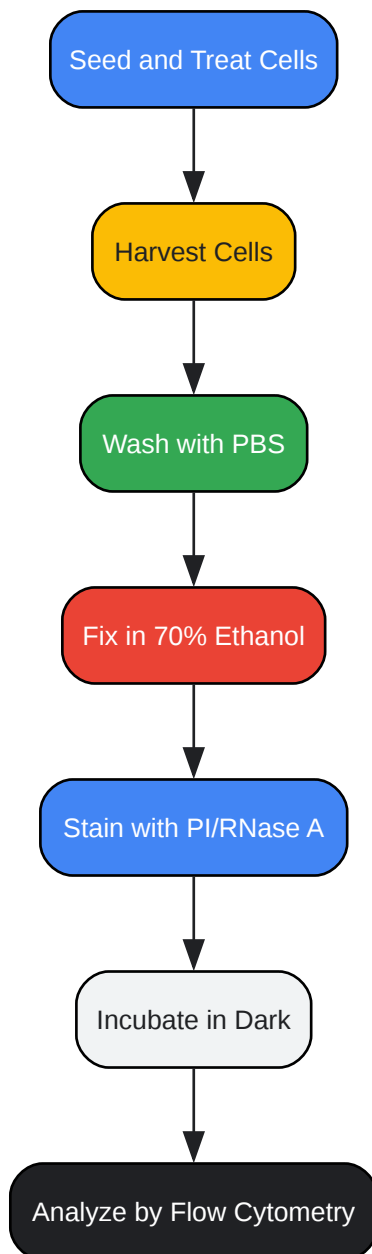 Seed and Treat Cells
Harvest Cells
Wash with PBS
Fix in 70% Ethanol
Stain with PI/RNase A
Incubate in Dark
Analyze by Flow Cytometry